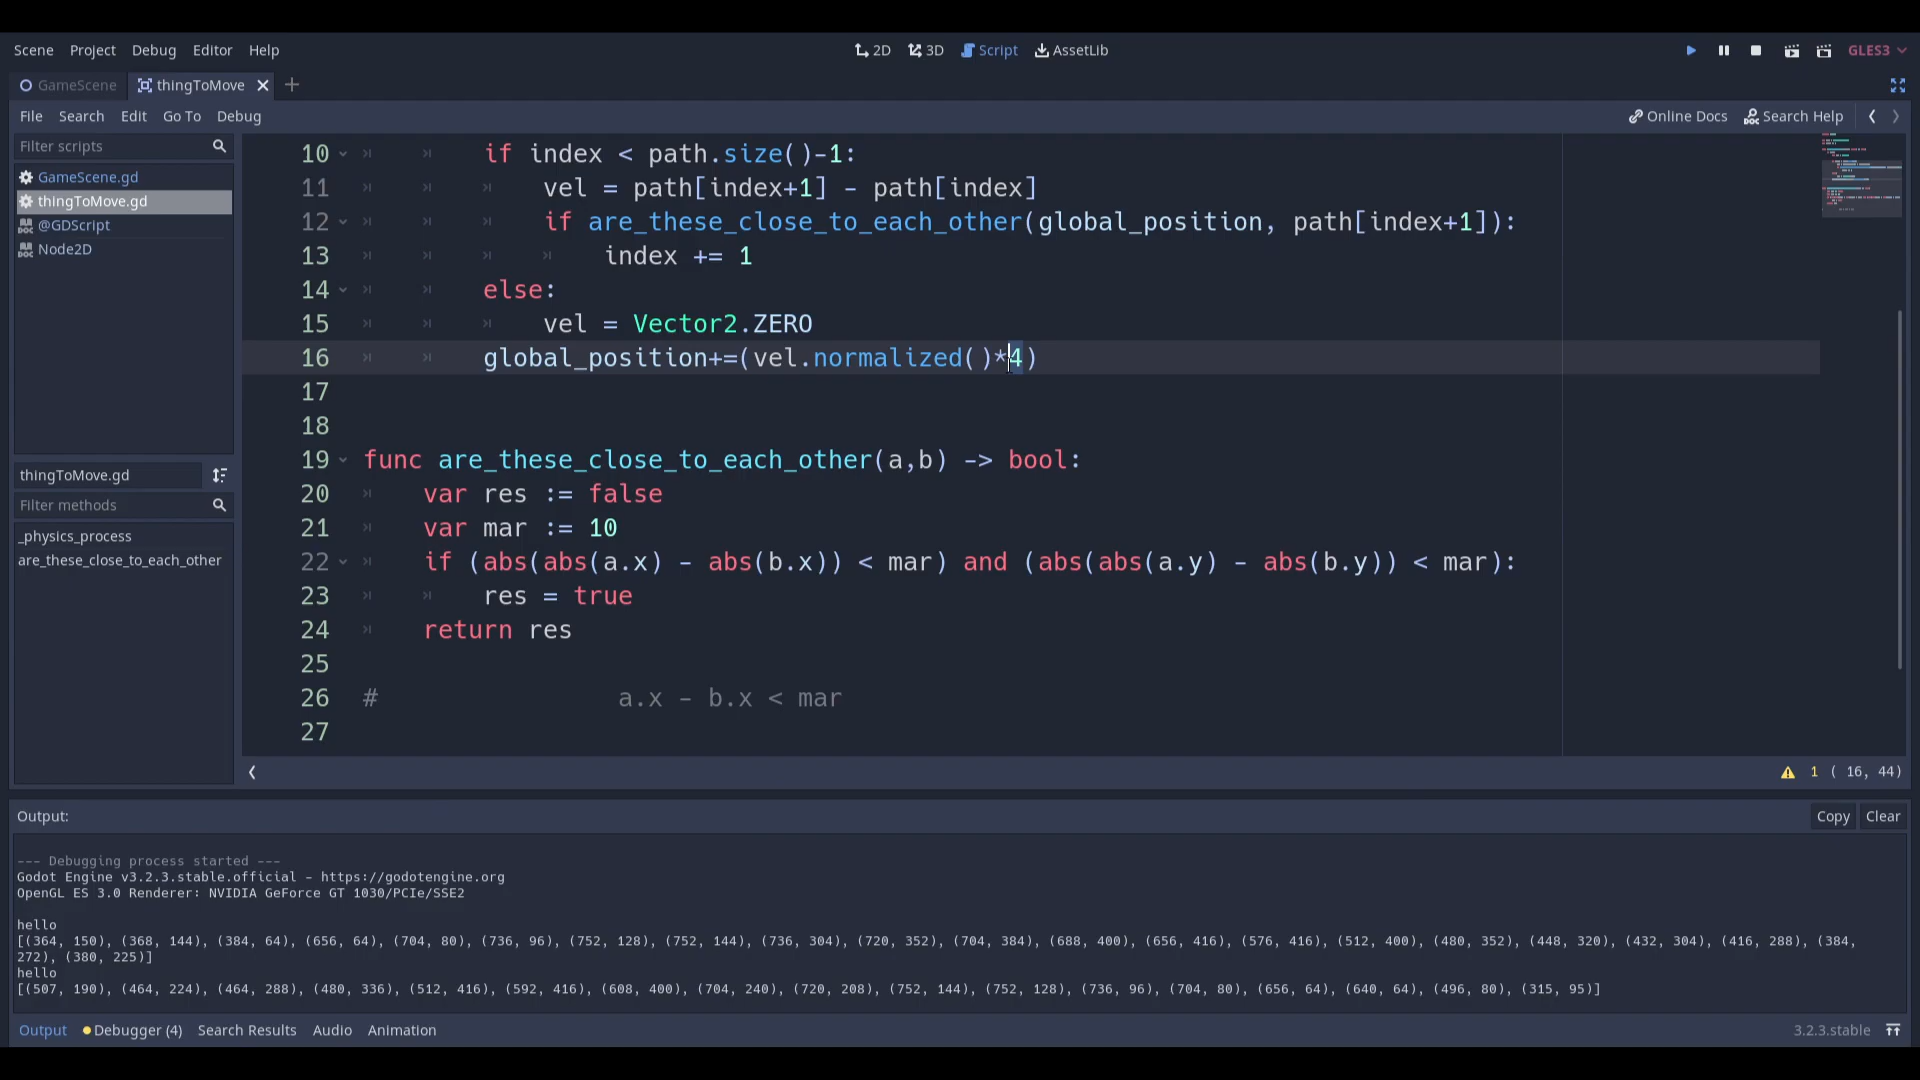 Scene Project Debug Editor Help 2D 3D Script AssetLib GLES3
GameScene thingToMove
File Search Edit Go To Debug Online Docs Search Help
Filter scripts
GameScene.gd
thingToMove.gd
@GDScript
Node2D
thingToMove.gd
Filter methods
_physics_process
are_these_close_to_each_other
10 if index < path.size()-1:
11 vel = path[index+1] - path[index]
12 if are_these_close_to_each_other(global_position, path[index+1]):
13 index += 1
14 else:
15 vel = Vector2.ZERO
16 global_position+=(vel.normalized()*4)
17
18
19 func are_these_close_to_each_other(a,b) -> bool:
20 var res := false
21 var mar := 10
22 if (abs(abs(a.x) - abs(b.x)) < mar) and (abs(abs(a.y) - abs(b.y)) < mar):
23 res = true
24 return res
25
26 # a.x - b.x < mar
27
1 ( 16, 44)
Output: Copy Clear
--- Debugging process started ---
Godot Engine v3.2.3.stable.official - https://godotengine.org
OpenGL ES 3.0 Renderer: NVIDIA GeForce GT 1030/PCIe/SSE2
hello
[(364, 150), (368, 144), (384, 64), (656, 64), (704, 80), (736, 96), (752, 128), (752, 144), (736, 304), (720, 352), (704, 384), (688, 400), (656, 416), (576, 416), (512, 400), (480, 352), (448, 320), (432, 304), (416, 288), (384,
272), (380, 225)]
hello
[(507, 190), (464, 224), (464, 288), (480, 336), (512, 416), (592, 416), (608, 400), (704, 240), (720, 208), (752, 144), (752, 128), (736, 96), (704, 80), (656, 64), (640, 64), (496, 80), (315, 95)]
Output Debugger (4) Search Results Audio Animation 3.2.3.stable